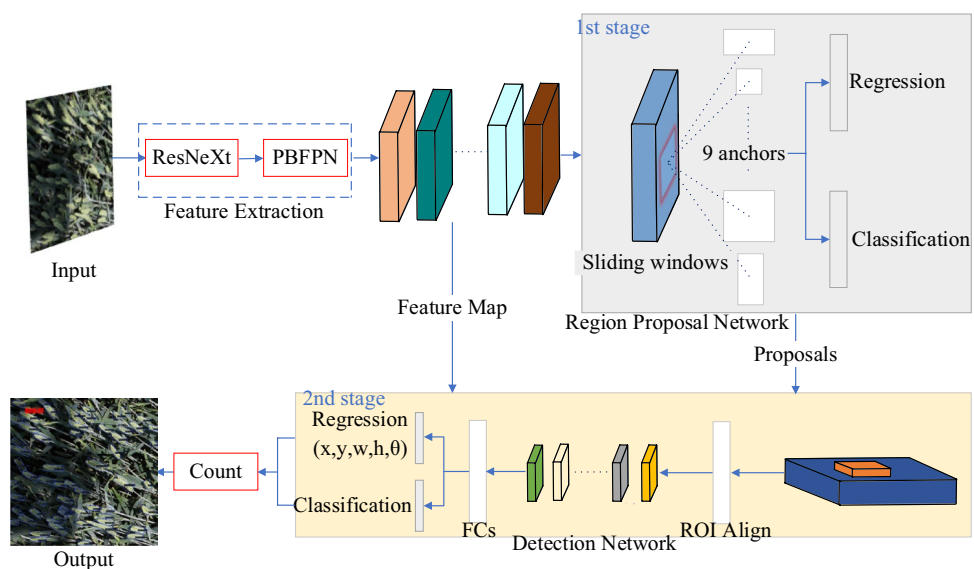 1st stage
ResNeXt
PBFPN
Feature Extraction
Input
9 anchors
Regression
Classification
Sliding windows
Region Proposal Network
Feature Map
Proposals
2nd stage
Regression
(x,y,w,h,θ)
Classification
Count
FCs
ROI Align
Detection Network
Output